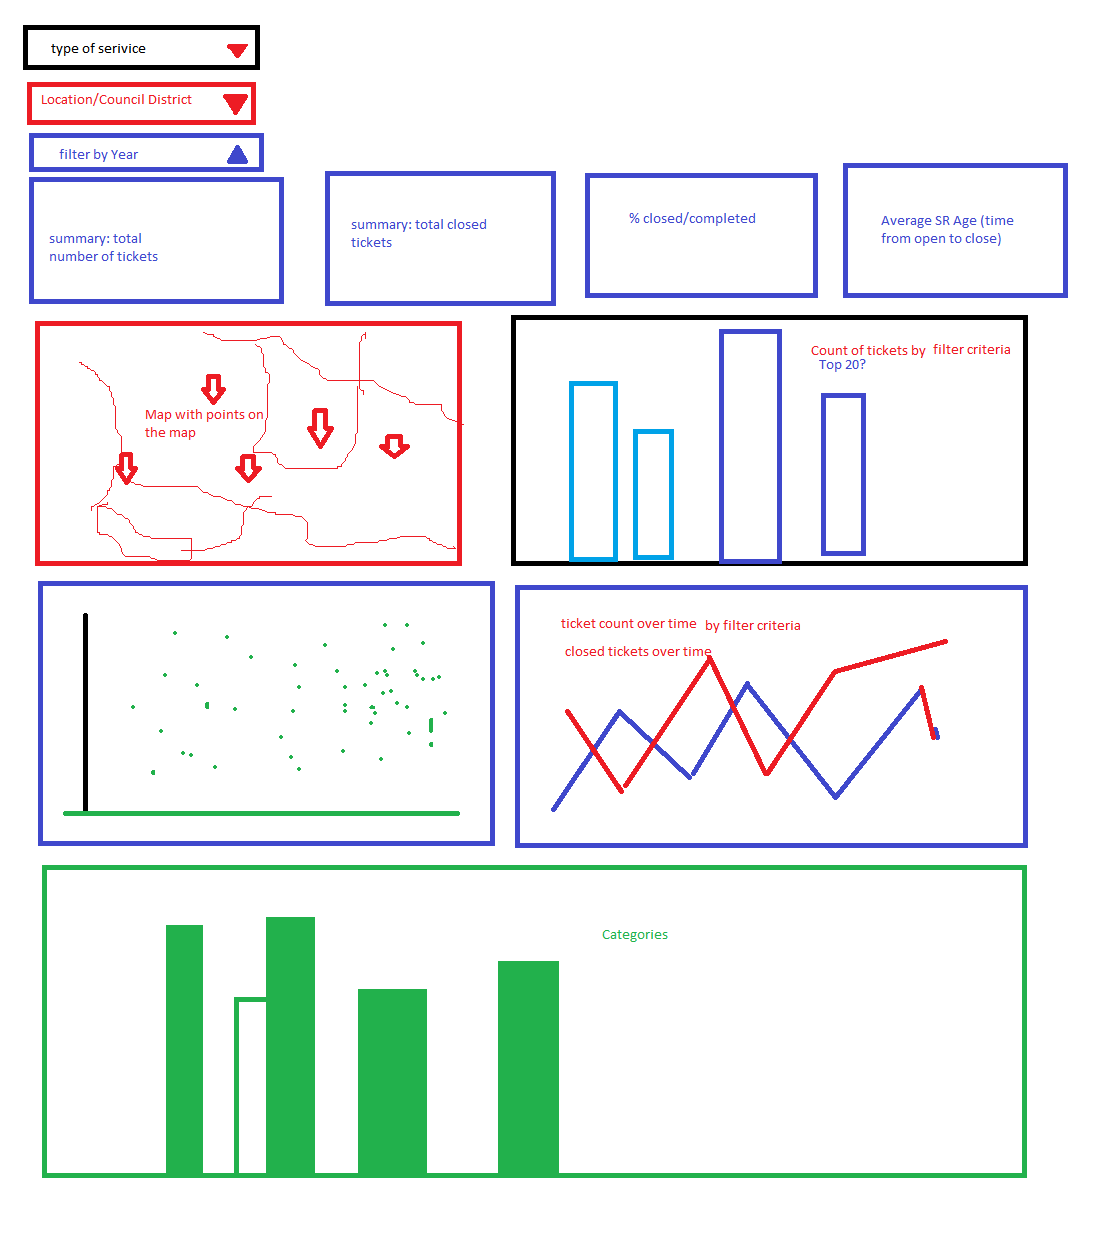 type of serivice
Location/Council District
filter by Year
summary: total
number of tickets
summary: total closed
tickets
% closed/completed
Average SR Age (time
from open to close)
Map with points on
the map
Count of tickets by filter criteria
Top 20?
ticket count over time by filter criteria
closed tickets over time
Categories